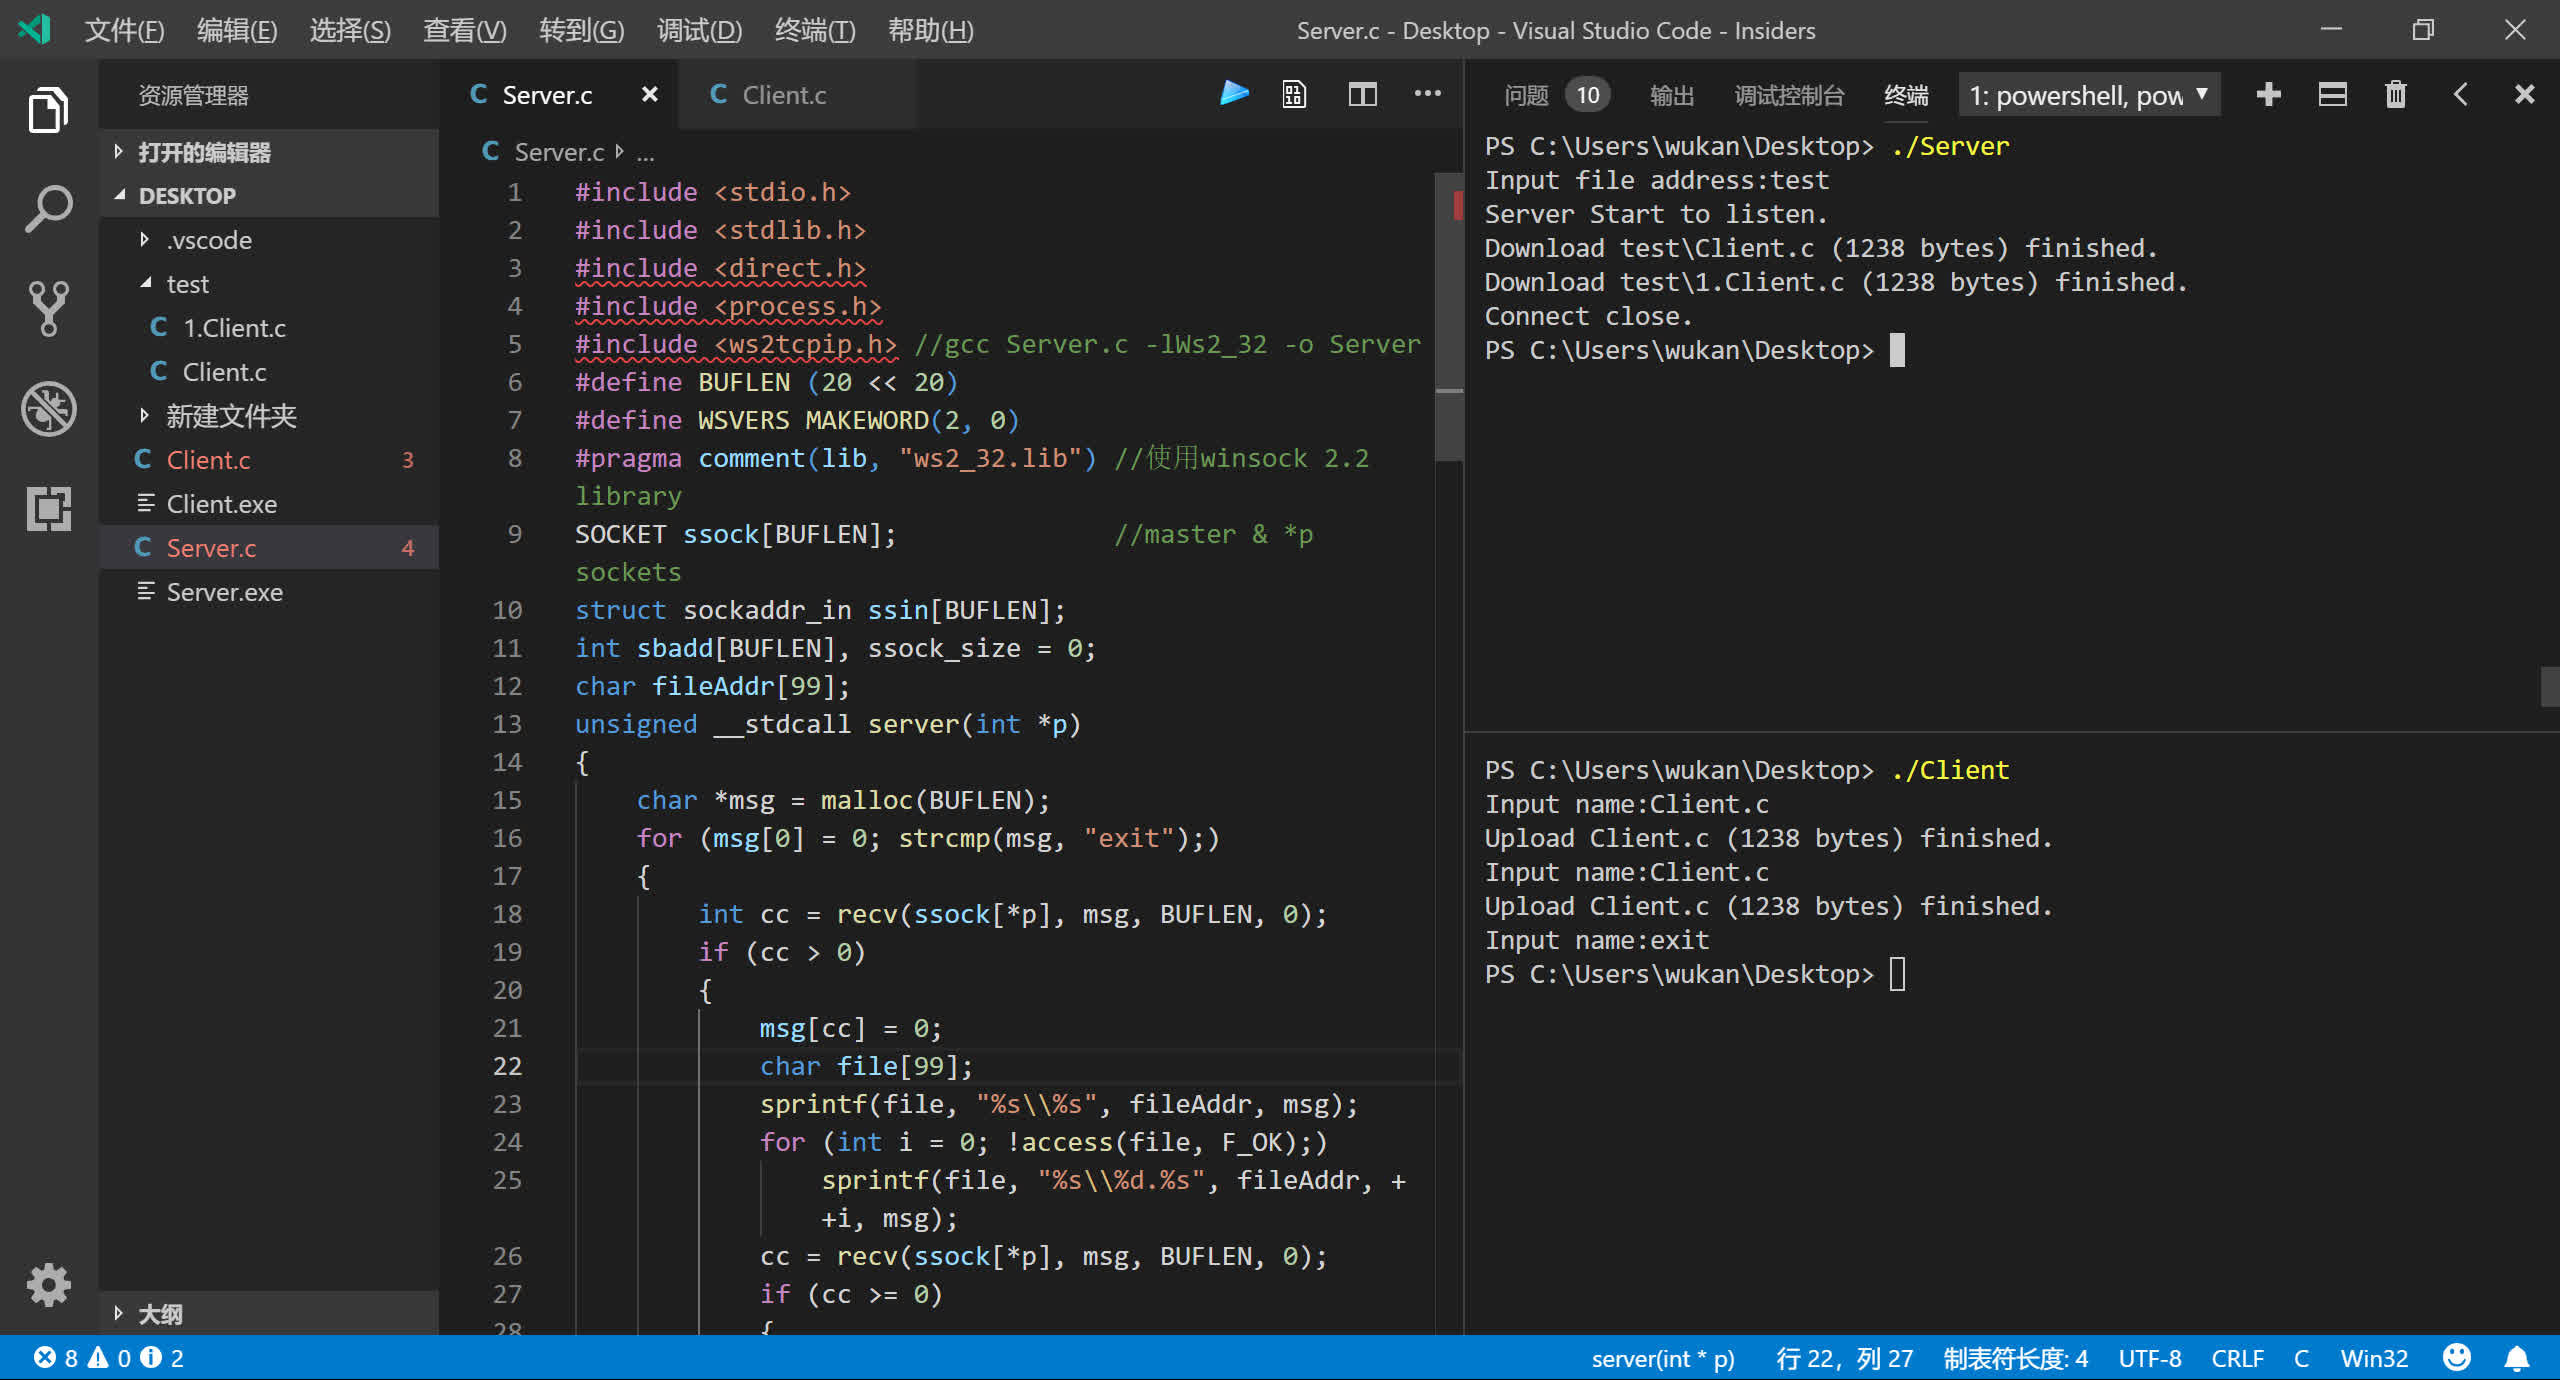 文件(F) 编辑(E) 选择(S) 查看(V) 转到(G) 调试(D) 终端(T) 帮助(H)
Server.c - Desktop - Visual Studio Code - Insiders
资源管理器
打开的编辑器
DESKTOP
.vscode
test
C 1.Client.c
C Client.c
新建文件夹
C Client.c 3
Client.exe
C Server.c 4
Server.exe
大纲
C Server.c
C Client.c
C Server.c ...
1 #include <stdio.h>
2 #include <stdlib.h>
3 #include <direct.h>
4 #include <process.h>
5 #include <ws2tcpip.h> //gcc Server.c -lWs2_32 -o Server
6 #define BUFLEN (20 << 20)
7 #define WSVERS MAKEWORD(2, 0)
8 #pragma comment(lib, "ws2_32.lib") //使用winsock 2.2
library
9 SOCKET ssock[BUFLEN]; //master & *p
sockets
10 struct sockaddr_in ssin[BUFLEN];
11 int sbadd[BUFLEN], ssock_size = 0;
12 char fileAddr[99];
13 unsigned __stdcall server(int *p)
14 {
15 char *msg = malloc(BUFLEN);
16 for (msg[0] = 0; strcmp(msg, "exit");)
17 {
18 int cc = recv(ssock[*p], msg, BUFLEN, 0);
19 if (cc > 0)
20 {
21 msg[cc] = 0;
22 char file[99];
23 sprintf(file, "%s\\%s", fileAddr, msg);
24 for (int i = 0; !access(file, F_OK);)
25 sprintf(file, "%s\\%d.%s", fileAddr, +
+i, msg);
26 cc = recv(ssock[*p], msg, BUFLEN, 0);
27 if (cc >= 0)
28 {
问题 10 输出 调试控制台 终端 1: powershell, pow
PS C:\Users\wukan\Desktop> ./Server
Input file address:test
Server Start to listen.
Download test\Client.c (1238 bytes) finished.
Download test\1.Client.c (1238 bytes) finished.
Connect close.
PS C:\Users\wukan\Desktop>
PS C:\Users\wukan\Desktop> ./Client
Input name:Client.c
Upload Client.c (1238 bytes) finished.
Input name:Client.c
Upload Client.c (1238 bytes) finished.
Input name:exit
PS C:\Users\wukan\Desktop>
8 0 2
server(int * p) 行 22，列 27 制表符长度: 4 UTF-8 CRLF C Win32